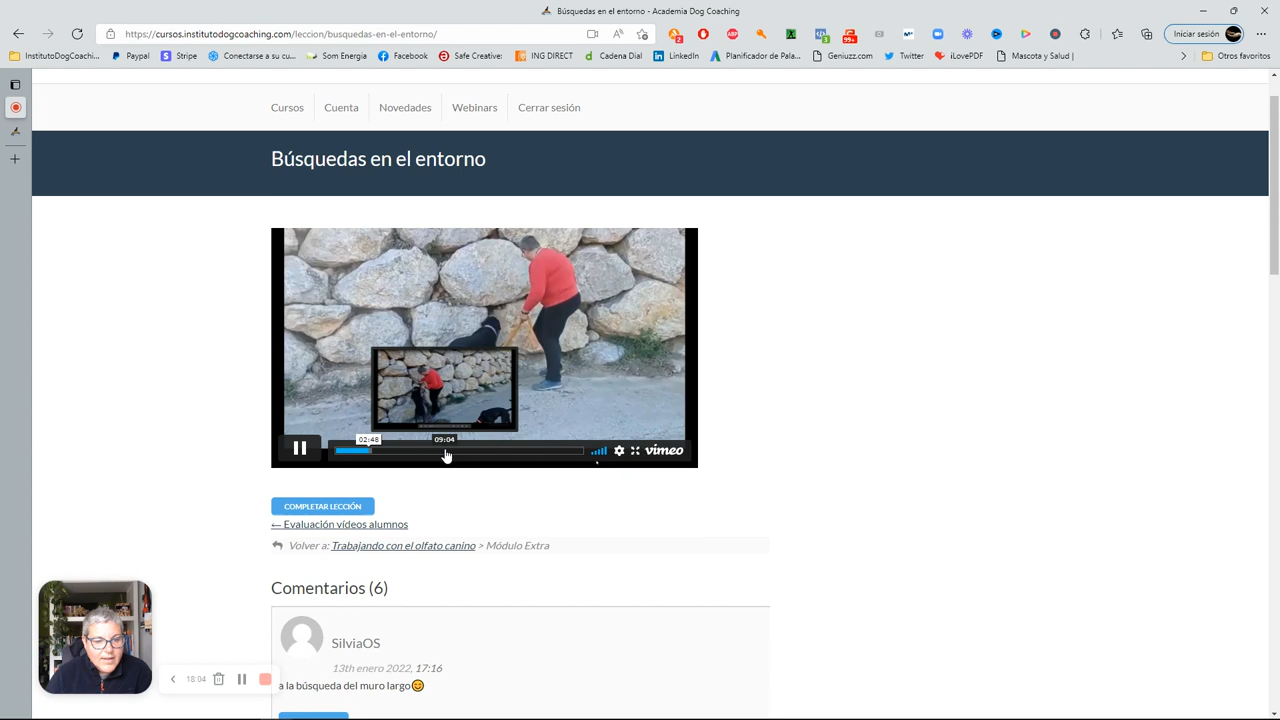 Búsquedas en el entorno - Academia Dog Coaching
https://cursos.institutodogcoaching.com/leccion/busquedas-en-el-entorno/
Iniciar sesión
InstitutoDogCoachi...
Paypal
Stripe
Conectarse a su cu...
Som Energia
Facebook
Safe Creative:
ING DIRECT
Cadena Dial
LinkedIn
Planificador de Pala...
Geniuzz.com
Twitter
iLovePDF
Mascota y Salud |
Otros favoritos
Cursos
Cuenta
Novedades
Webinars
Cerrar sesión
Búsquedas en el entorno
02:48
09:04
vimeo
COMPLETAR LECCIÓN
← Evaluación vídeos alumnos
Volver a: Trabajando con el olfato canino > Módulo Extra
Comentarios (6)
SilviaOS
13th enero 2022, 17:16
a la búsqueda del muro largo😊
18:04